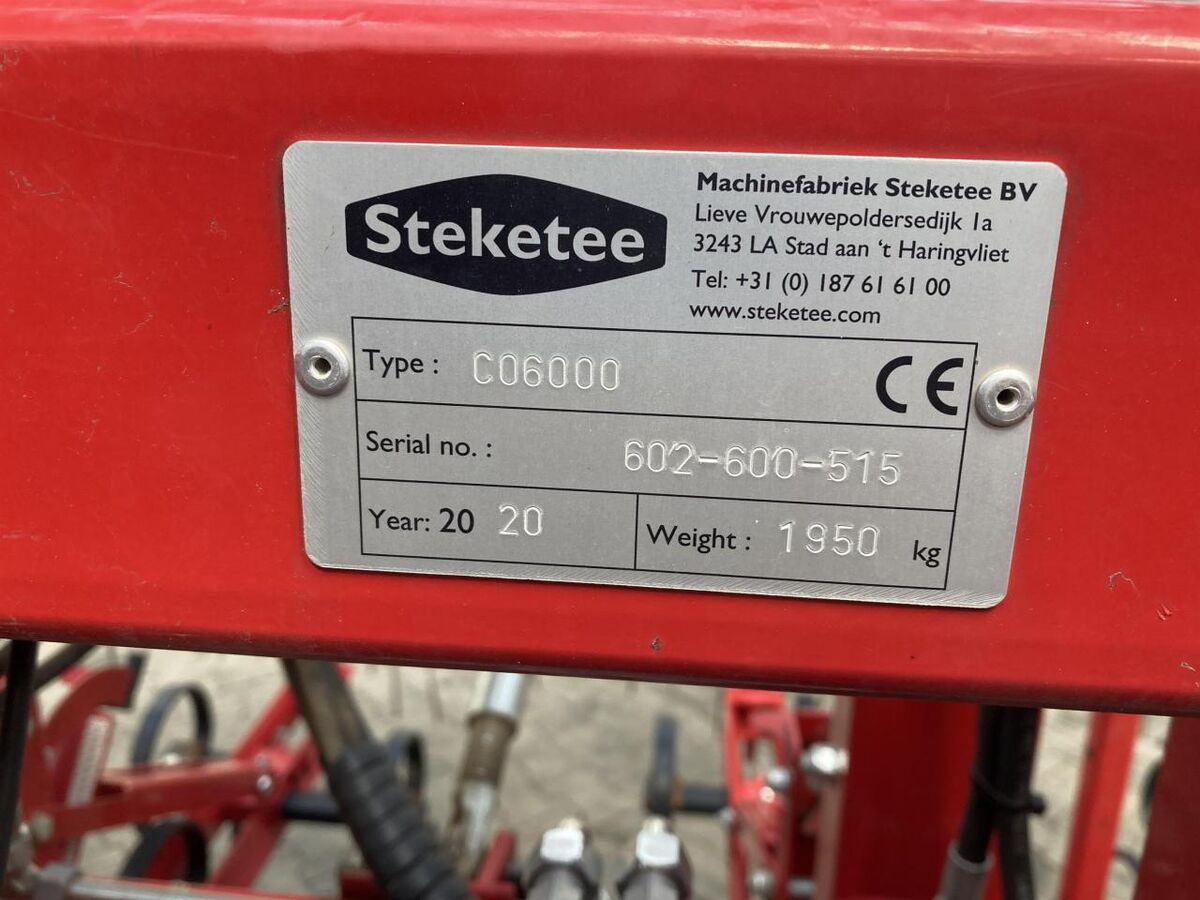 Steketee
Machinefabriek Steketee BV
Lieve Vrouwepoldersedijk 1a
3243 LA Stad aan 't Haringvliet
Tel: +31 (0) 187 61 61 00
www.steketee.com
Type : CO6000 CE
Serial no. : 602-600-515
Year: 20 20 Weight : 1950 kg